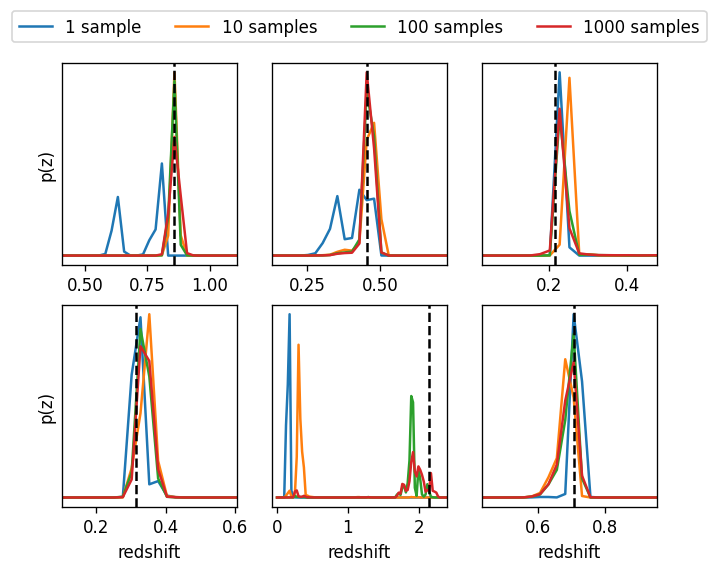 1 sample 10 samples 100 samples 1000 samples
p(z)
0.50 0.75 1.00 0.25 0.50 0.2 0.4
p(z)
0.2 0.4 0.6 0 1 2 0.6 0.8
redshift redshift redshift